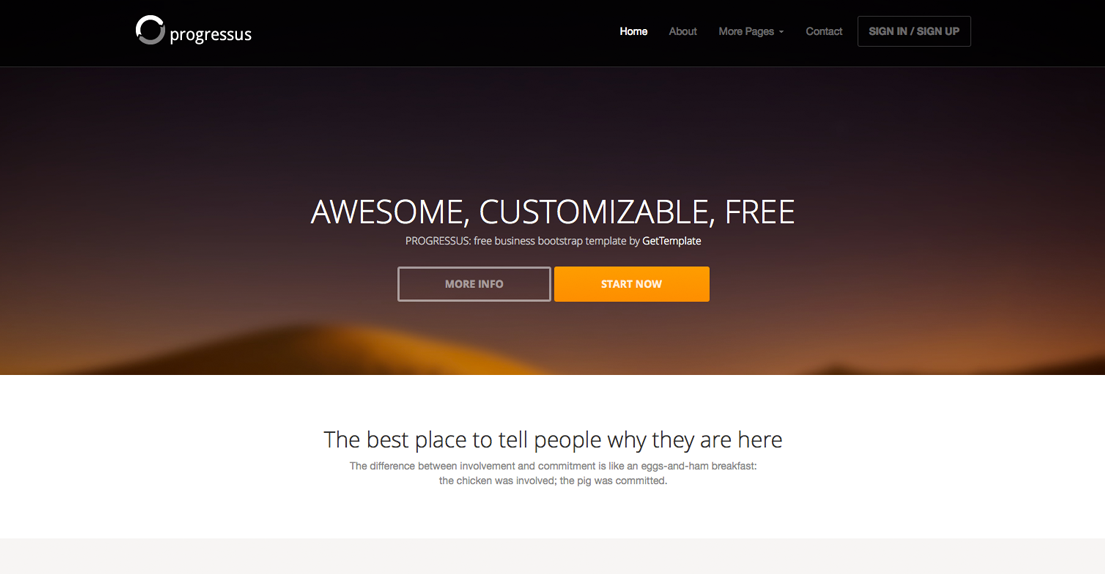 progressus
Home About More Pages Contact SIGN IN / SIGN UP
AWESOME, CUSTOMIZABLE, FREE
PROGRESSUS: free business bootstrap template by GetTemplate
MORE INFO START NOW
The best place to tell people why they are here
The difference between involvement and commitment is like an eggs-and-ham breakfast:
the chicken was involved; the pig was committed.